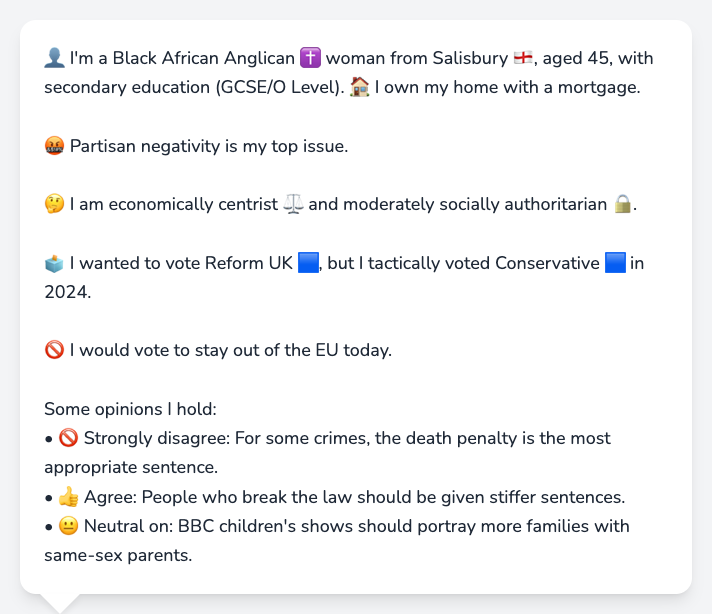 👤 I'm a Black African Anglican ✝️ woman from Salisbury 🏴󠁧󠁢󠁥󠁮󠁧󠁿, aged 45, with
secondary education (GCSE/O Level). 🏠 I own my home with a mortgage.
🤬 Partisan negativity is my top issue.
🤔 I am economically centrist ⚖️ and moderately socially authoritarian 🔒.
🗳️ I wanted to vote Reform UK 🟦, but I tactically voted Conservative 🟦 in
2024.
🚫 I would vote to stay out of the EU today.
Some opinions I hold:
• 🚫 Strongly disagree: For some crimes, the death penalty is the most
appropriate sentence.
• 👍 Agree: People who break the law should be given stiffer sentences.
• 😐 Neutral on: BBC children's shows should portray more families with
same-sex parents.